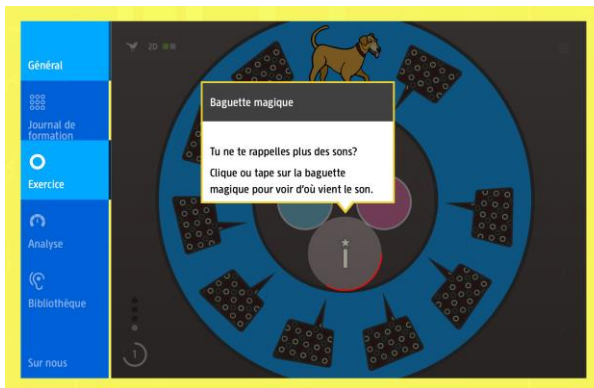 Général
Journal de
formation
Exercice
Analyse
Bibliothèque
Sur nous
2D
Baguette magique
Tu ne te rappelles plus des sons?
Clique ou tape sur la baguette
magique pour voir d'où vient le son.
1